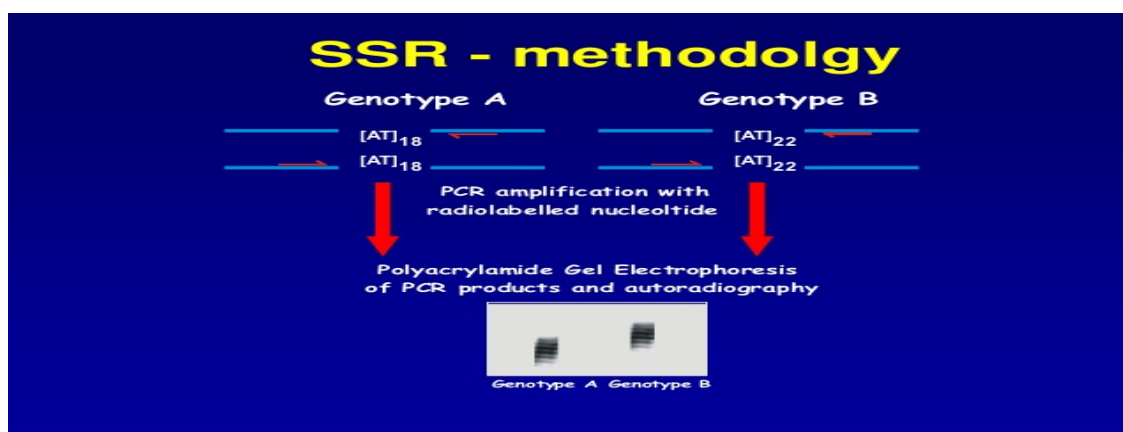 SSR - methodolgy
Genotype A Genotype B
[AT]18 [AT]22
[AT]18 [AT]22
PCR amplification with
radiolabelled nucleoltide
Polyacrylamide Gel Electrophoresis
of PCR products and autoradiography
Genotype A Genotype B